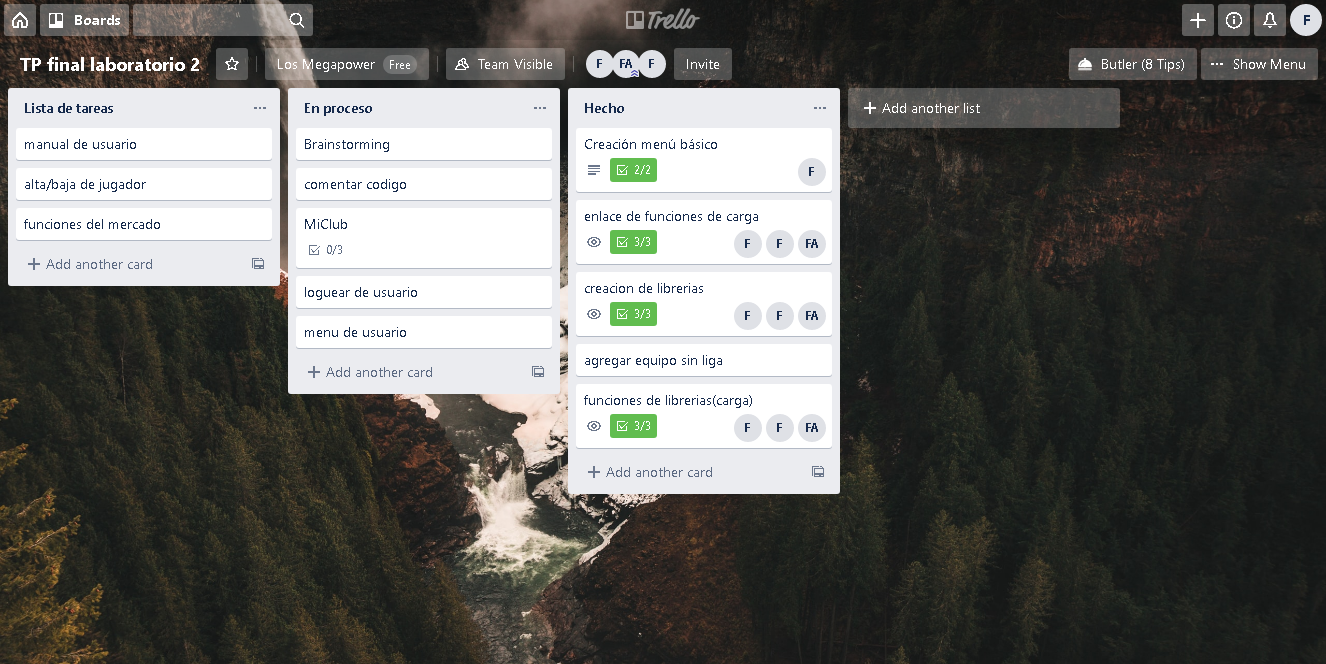 Boards
Trello
F
TP final laboratorio 2
Los Megapower Free
Team Visible
F FA F
Invite
Butler (8 Tips)
Show Menu
Lista de tareas
manual de usuario
alta/baja de jugador
funciones del mercado
Add another card
En proceso
Brainstorming
comentar codigo
MiClub
0/3
loguear de usuario
menu de usuario
Add another card
Hecho
Creación menú básico
2/2 F
enlace de funciones de carga
3/3 F F FA
creacion de librerias
3/3 F F FA
agregar equipo sin liga
funciones de librerias(carga)
3/3 F F FA
Add another card
Add another list